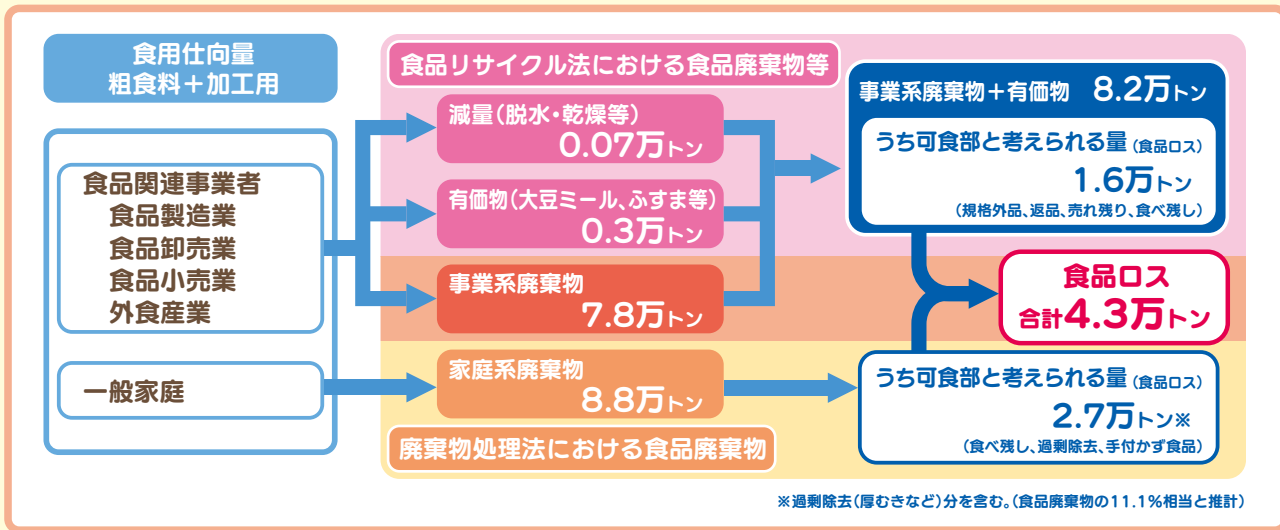 食用仕向量
粗食料＋加工用
食品関連事業者
食品製造業
食品卸売業
食品小売業
外食産業
一般家庭
食品リサイクル法における食品廃棄物等
減量（脱水・乾燥等）
0.07万トン
有価物（大豆ミール、ふすま等）
0.3万トン
事業系廃棄物
7.8万トン
家庭系廃棄物
8.8万トン
廃棄物処理法における食品廃棄物
事業系廃棄物＋有価物 8.2万トン
うち可食部と考えられる量（食品ロス）
1.6万トン
（規格外品、返品、売れ残り、食べ残し）
食品ロス
合計4.3万トン
うち可食部と考えられる量（食品ロス）
2.7万トン※
（食べ残し、過剰除去、手付かず食品）
※過剰除去（厚むきなど）分を含む。（食品廃棄物の11.1％相当と推計）